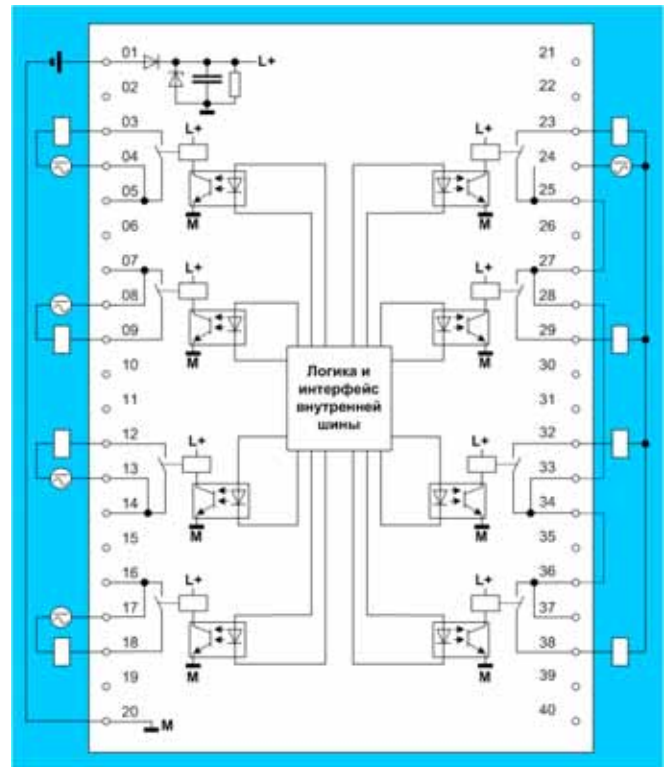 01 L+ 21
02 22
03 L+ L+ 23
04 24
05 25
M M
06 26
07 27
L+ L+
08 28
09 29
M M
10 30
Логика и
интерфейс
внутренней
шины
11 31
12 32
L+ L+
13 33
14 34
M M
15 35
16 36
L+ L+
17 37
18 38
M M
19 39
20 M 40